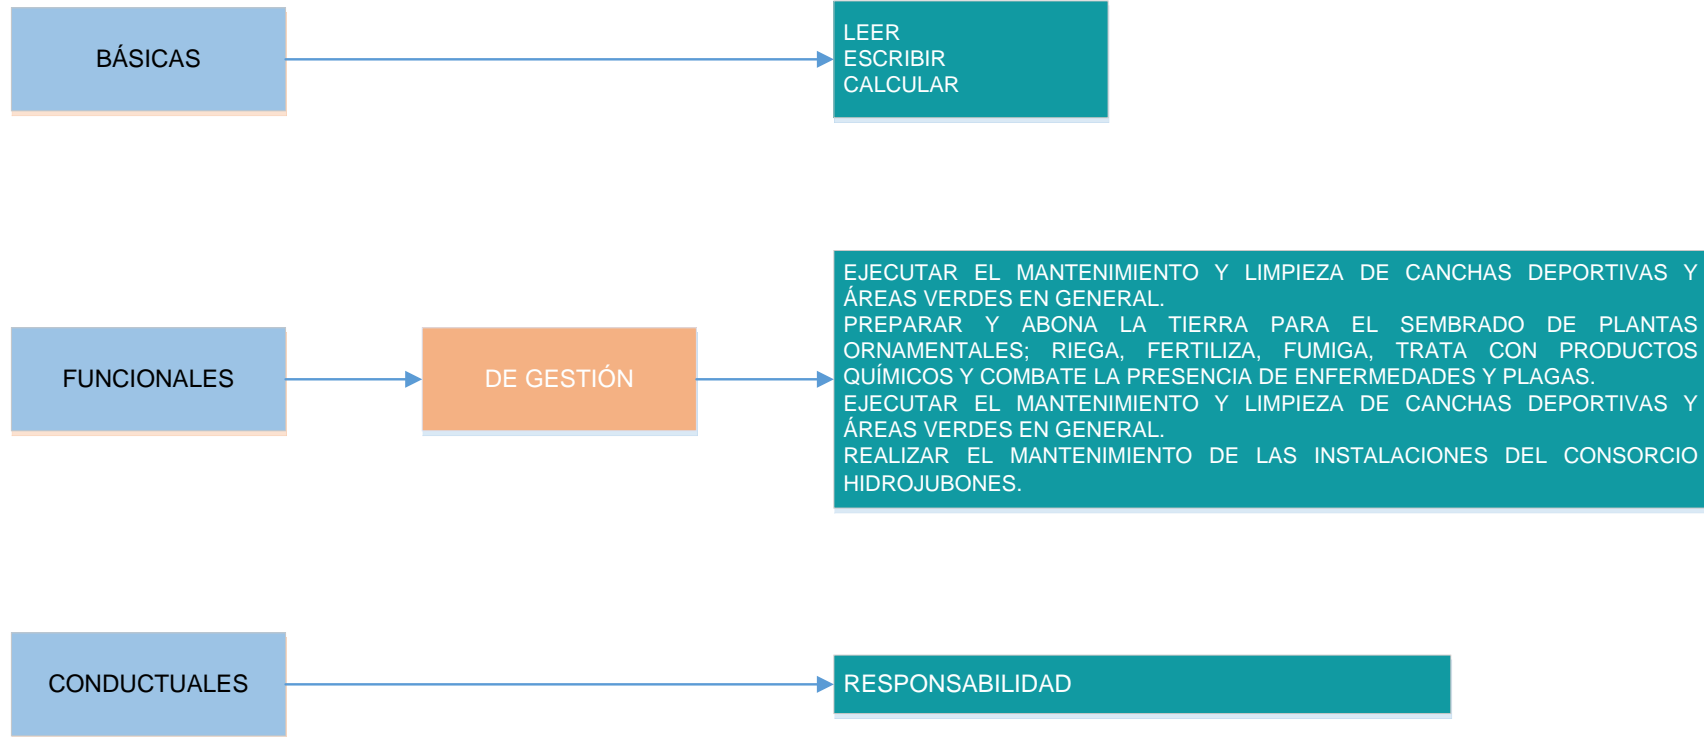 BÁSICAS
LEER
ESCRIBIR
CALCULAR
FUNCIONALES
DE GESTIÓN
EJECUTAR EL MANTENIMIENTO Y LIMPIEZA DE CANCHAS DEPORTIVAS Y
ÁREAS VERDES EN GENERAL.
PREPARAR Y ABONA LA TIERRA PARA EL SEMBRADO DE PLANTAS
ORNAMENTALES; RIEGA, FERTILIZA, FUMIGA, TRATA CON PRODUCTOS
QUÍMICOS Y COMBATE LA PRESENCIA DE ENFERMEDADES Y PLAGAS.
EJECUTAR EL MANTENIMIENTO Y LIMPIEZA DE CANCHAS DEPORTIVAS Y
ÁREAS VERDES EN GENERAL.
REALIZAR EL MANTENIMIENTO DE LAS INSTALACIONES DEL CONSORCIO
HIDROJUBONES.
CONDUCTUALES
RESPONSABILIDAD